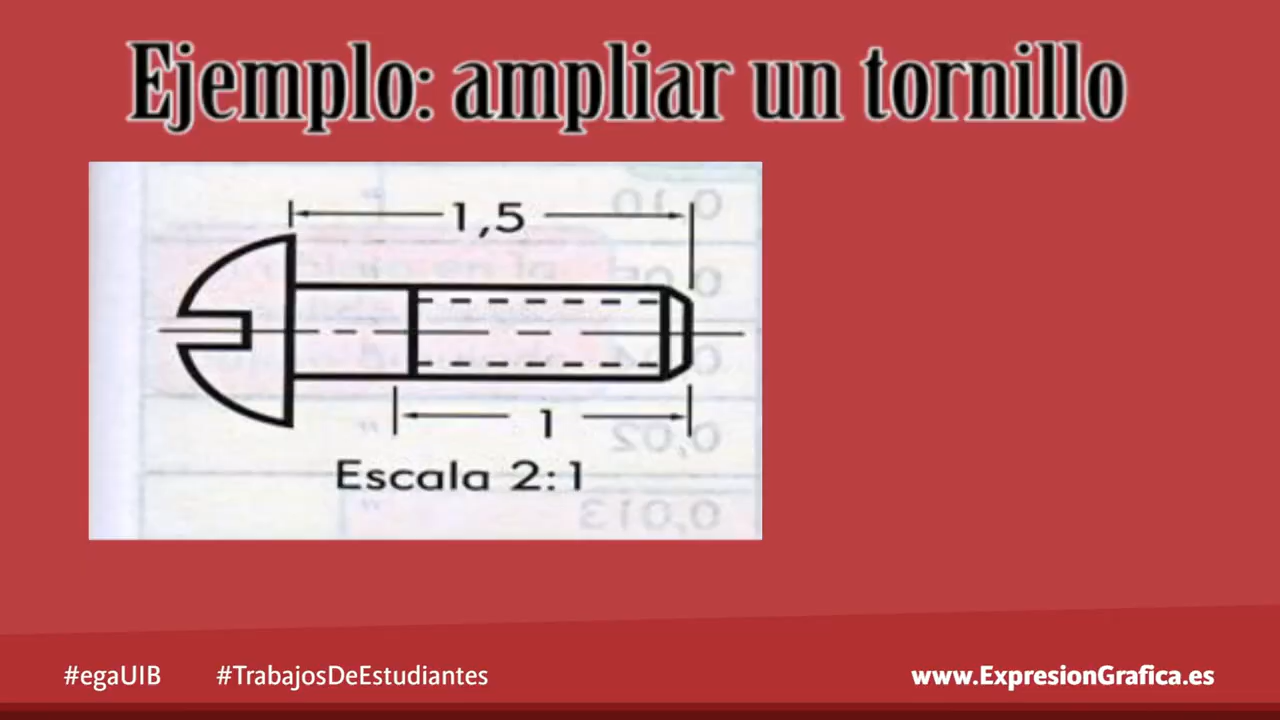 Ejemplo: ampliar un tornillo
1,5
1
Escala 2:1
#egaUIB #TrabajosDeEstudiantes www.ExpresionGrafica.es